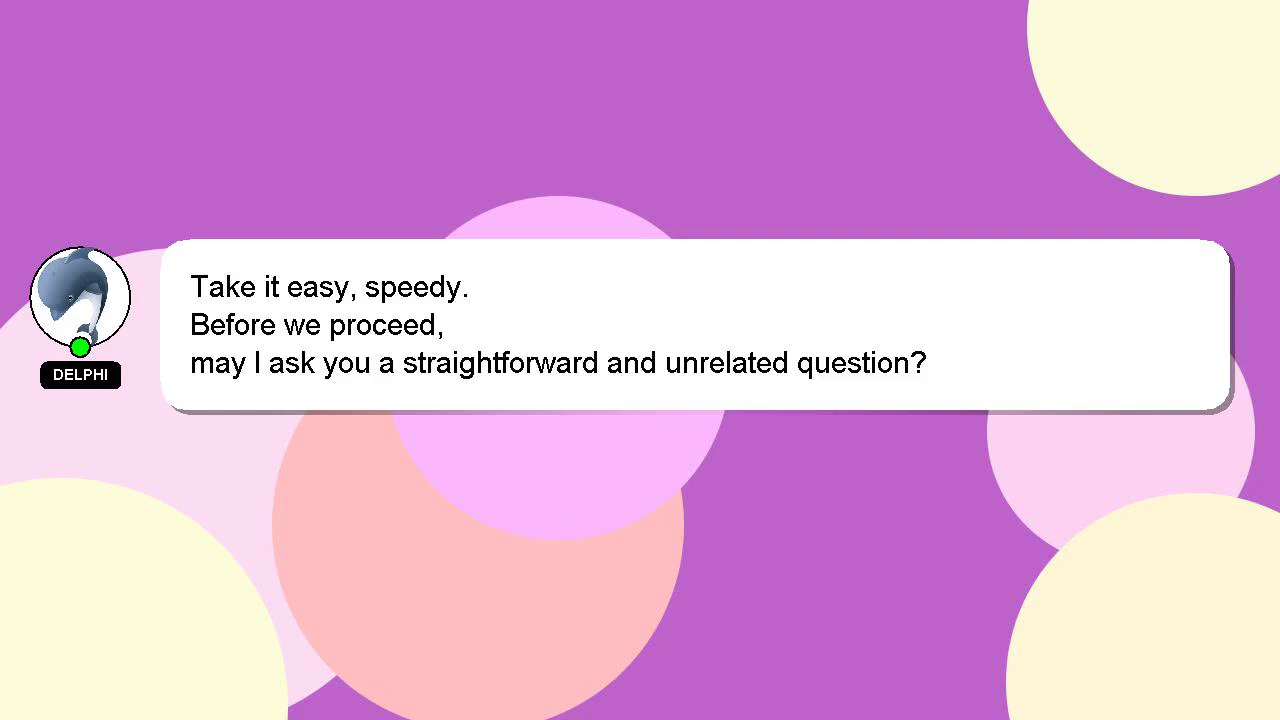 Take it easy, speedy.
Before we proceed,
may I ask you a straightforward and unrelated question?
DELPHI